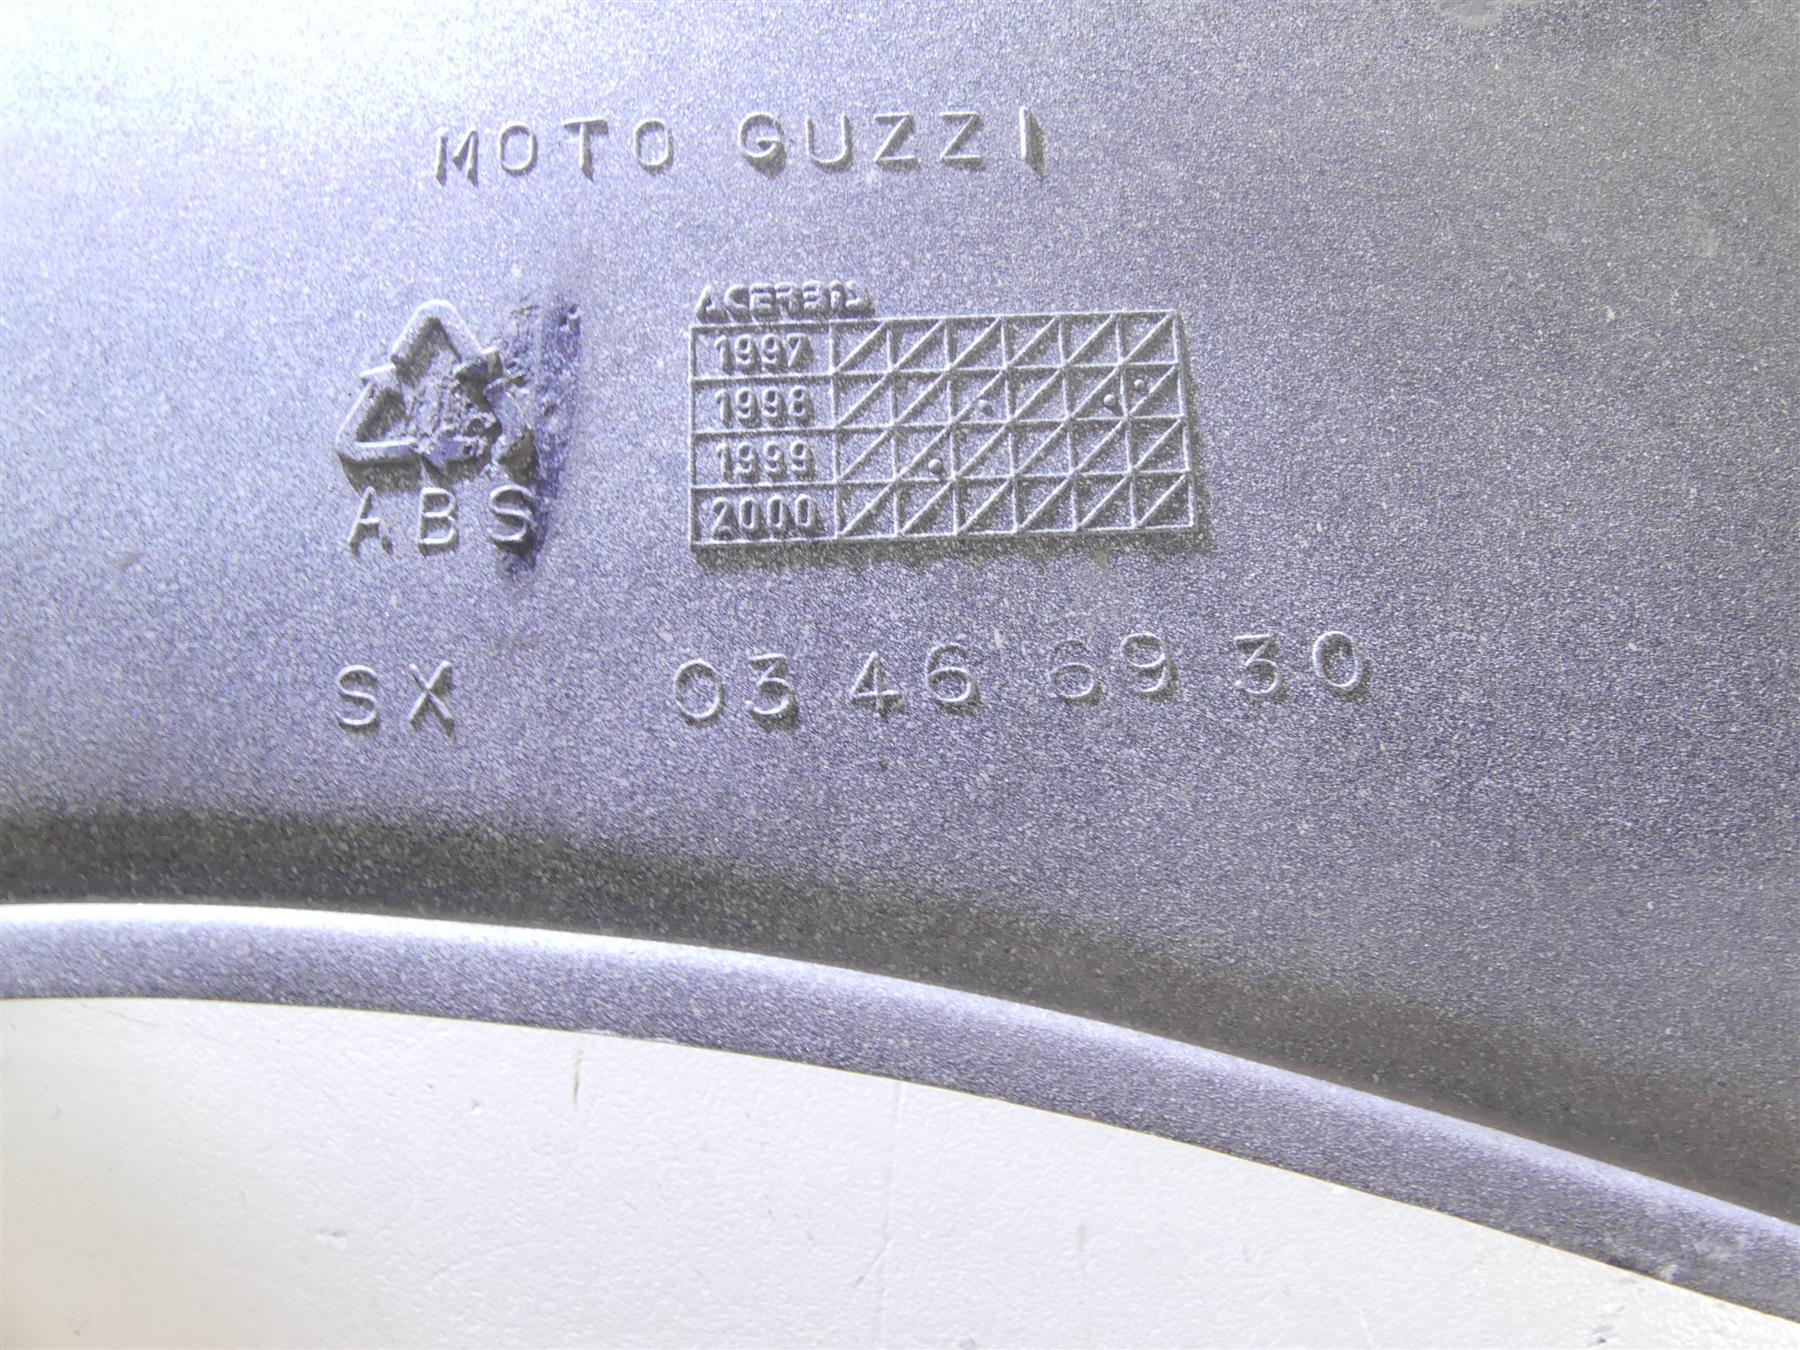 MOTO GUZZI
ACERBIS
1997
1998
1999
2000
ABS
SX 03 46 69 30